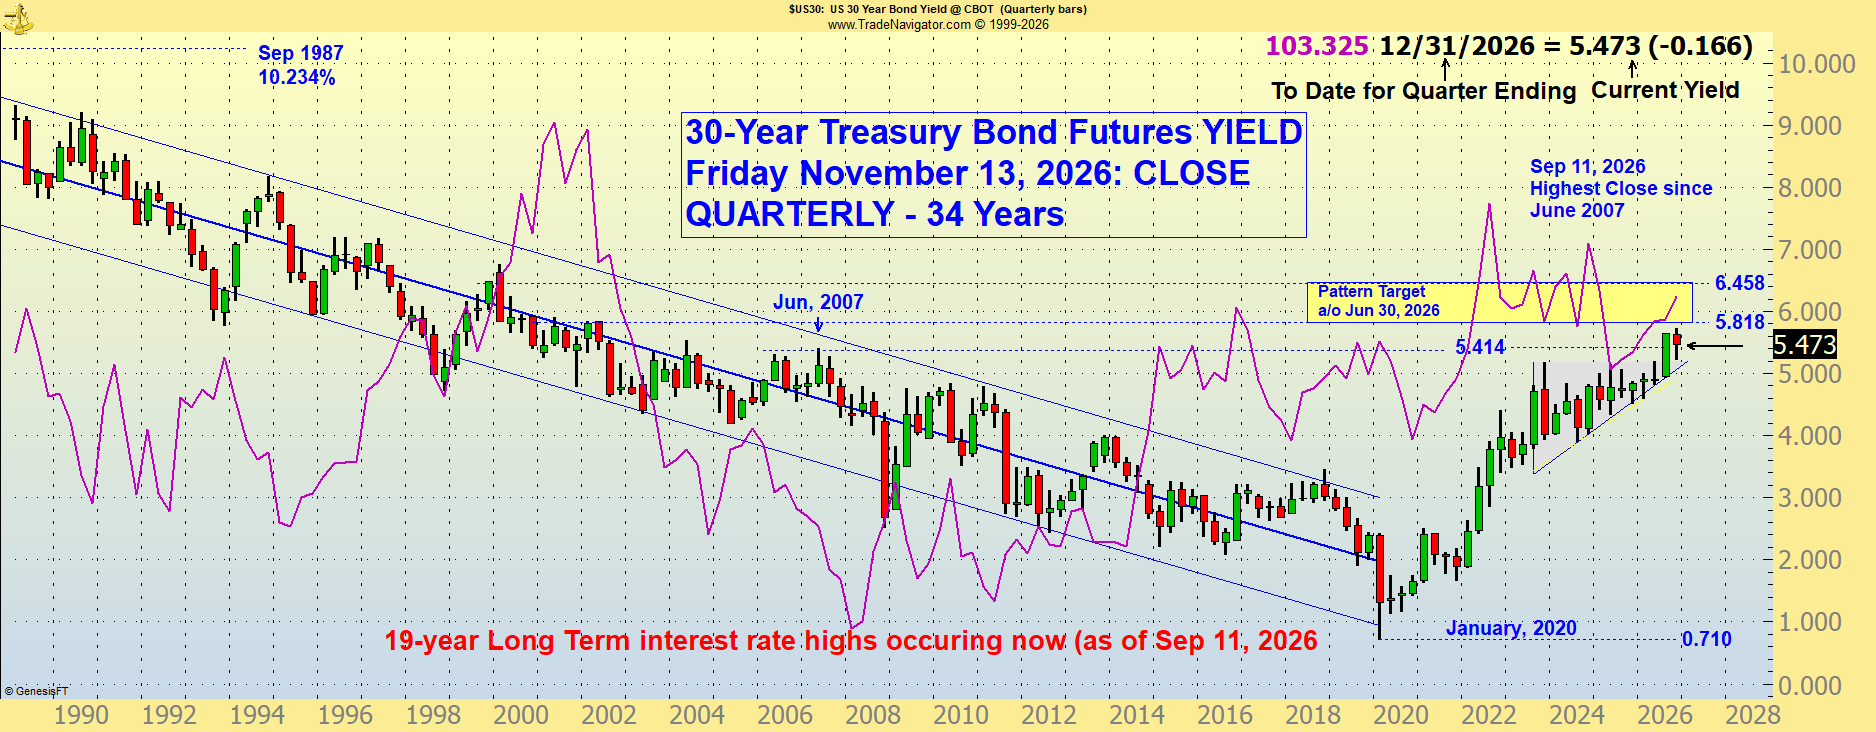 $US30: US 30 Year Bond Yield @ CBOT (Quarterly bars)
www.TradeNavigator.com © 1999-2026
103.325 12/31/2026 = 5.473 (-0.166)
To Date for Quarter Ending Current Yield
Sep 1987
10.234%
30-Year Treasury Bond Futures YIELD
Friday November 13, 2026: CLOSE
QUARTERLY - 34 Years
Sep 11, 2026
Highest Close since
June 2007
Jun, 2007
Pattern Target
a/o Jun 30, 2026
6.458
5.818
5.414
5.473
10.000
9.000
8.000
7.000
6.000
5.000
4.000
3.000
2.000
1.000
0.000
January, 2020
0.710
19-year Long Term interest rate highs occuring now (as of Sep 11, 2026
© GenesisFT
1990 1992 1994 1996 1998 2000 2002 2004 2006 2008 2010 2012 2014 2016 2018 2020 2022 2024 2026 2028